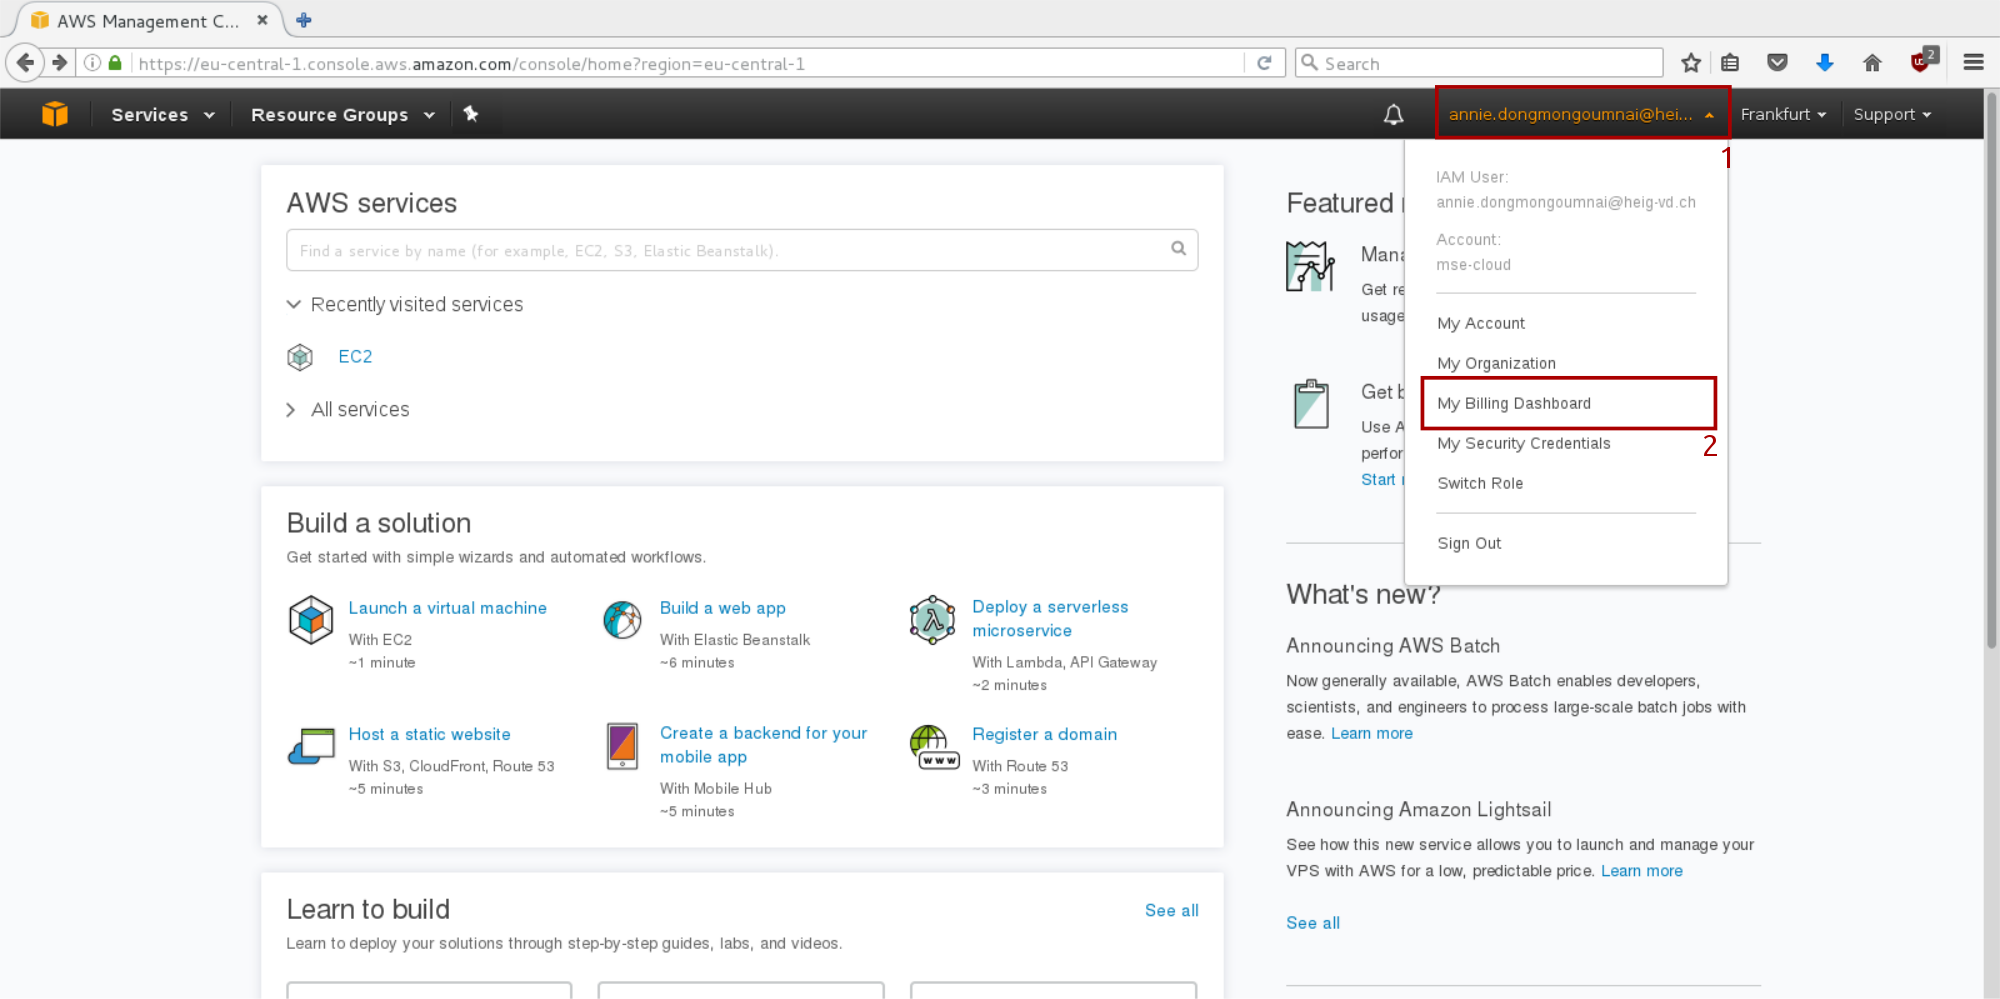 AWS Management C...
https://eu-central-1.console.aws.amazon.com/console/home?region=eu-central-1
Search
2
Services
Resource Groups
annie.dongmongoumnai@hei...
Frankfurt
Support
1
IAM User:
annie.dongmongoumnai@heig-vd.ch
Account:
mse-cloud
My Account
My Organization
My Billing Dashboard
2
My Security Credentials
Switch Role
Sign Out
AWS services
Find a service by name (for example, EC2, S3, Elastic Beanstalk).
Recently visited services
EC2
All services
Build a solution
Get started with simple wizards and automated workflows.
Launch a virtual machine
With EC2
~1 minute
Build a web app
With Elastic Beanstalk
~6 minutes
Deploy a serverless
microservice
With Lambda, API Gateway
~2 minutes
Host a static website
With S3, CloudFront, Route 53
~5 minutes
Create a backend for your
mobile app
With Mobile Hub
~5 minutes
www
Register a domain
With Route 53
~3 minutes
Learn to build
See all
Learn to deploy your solutions through step-by-step guides, labs, and videos.
Featured
Get
usage
Get
Use
Start
What's new?
Announcing AWS Batch
Now generally available, AWS Batch enables developers,
scientists, and engineers to process large-scale batch jobs with
ease. Learn more
Announcing Amazon Lightsail
See how this new service allows you to launch and manage your
VPS with AWS for a low, predictable price. Learn more
See all